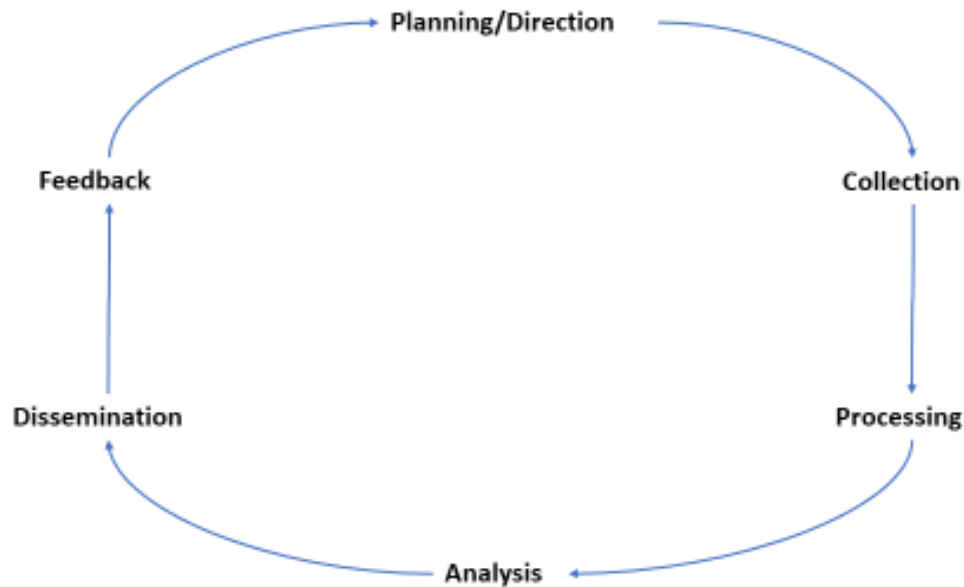 Planning/Direction
Feedback
Collection
Dissemination
Processing
Analysis